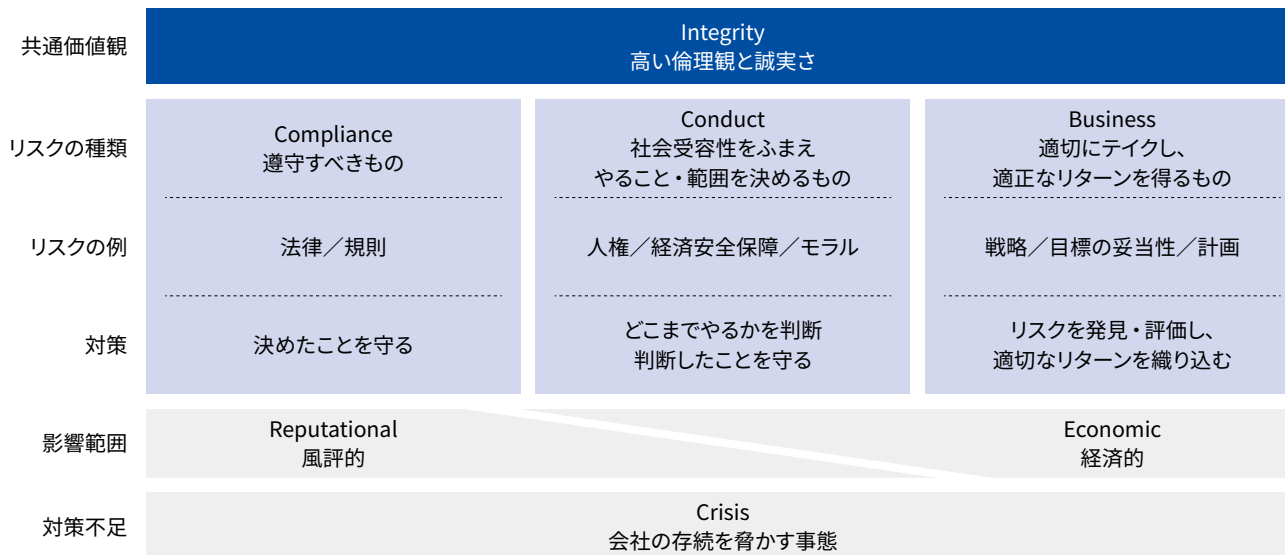 共通価値観
Integrity
高い倫理観と誠実さ
リスクの種類
Compliance
遵守すべきもの
Conduct
社会受容性をふまえ
やること・範囲を決めるもの
Business
適切にテイクし、
適正なリターンを得るもの
リスクの例
法律／規則
人権／経済安全保障／モラル
戦略／目標の妥当性／計画
対策
決めたことを守る
どこまでやるかを判断
判断したことを守る
リスクを発見・評価し、
適切なリターンを織り込む
影響範囲
Reputational
風評的
Economic
経済的
対策不足
Crisis
会社の存続を脅かす事態